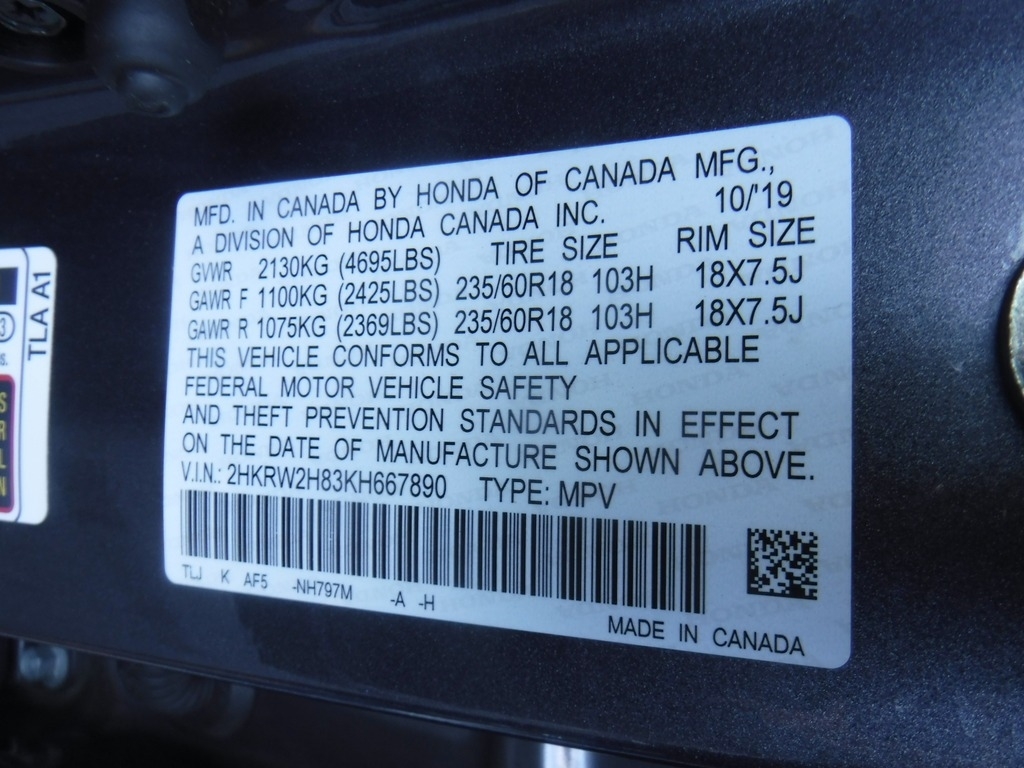 MFD. IN CANADA BY HONDA OF CANADA MFG.,
A DIVISION OF HONDA CANADA INC. 10/'19
GVWR 2130KG (4695LBS) TIRE SIZE RIM SIZE
GAWR F 1100KG (2425LBS) 235/60R18 103H 18X7.5J
GAWR R 1075KG (2369LBS) 235/60R18 103H 18X7.5J
THIS VEHICLE CONFORMS TO ALL APPLICABLE
FEDERAL MOTOR VEHICLE SAFETY
AND THEFT PREVENTION STANDARDS IN EFFECT
ON THE DATE OF MANUFACTURE SHOWN ABOVE.
V.I.N.: 2HKRW2H83KH667890 TYPE: MPV
TLJ K AF5 -NH797M -A -H
MADE IN CANADA
TLA A1